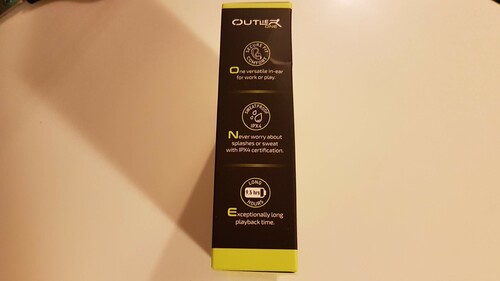 OUTLIER
ONE
SECURE FIT
COMFORT
One versatile in-ear
for work or play.
SWEATPROOF
IPX4
Never worry about
splashes or sweat
with IPX4 certification.
LONG
9.5 hrs
HOURS
Exceptionally long
playback time.